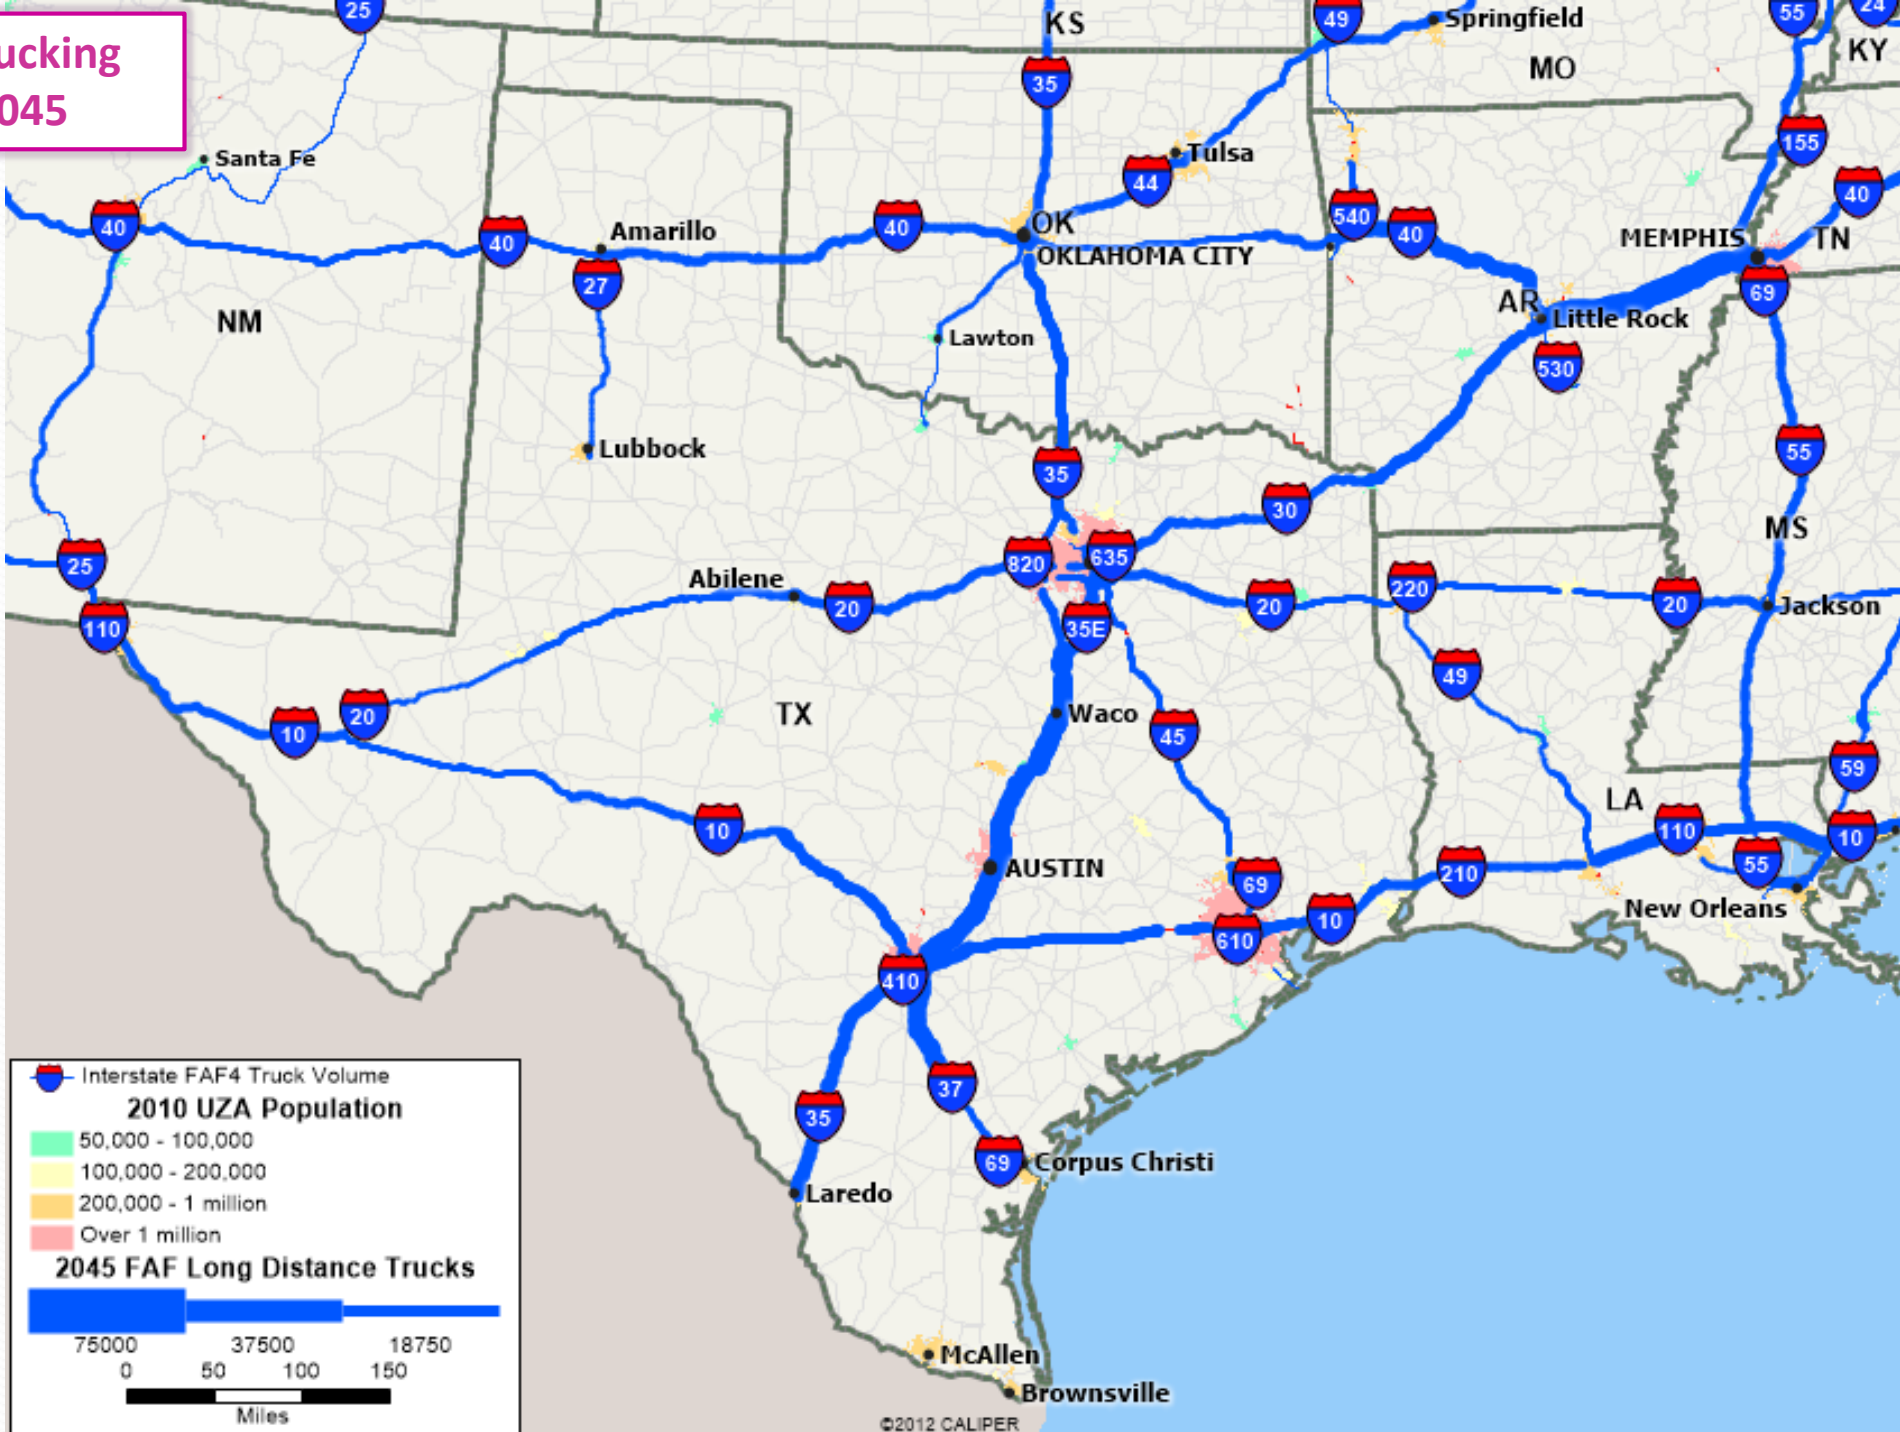 ucking
045
25
KS
35
49
Springfield
MO
55
24
KY
155
Santa Fe
Tulsa
44
40
40
40
Amarillo
27
40
OK
OKLAHOMA CITY
540
40
MEMPHIS
TN
69
NM
Lawton
AR
Little Rock
530
Lubbock
35
55
30
MS
25
Abilene
820
635
20
20
220
20
Jackson
110
35E
49
10
20
TX
Waco
45
59
LA
10
110
10
55
AUSTIN
69
210
New Orleans
610
10
410
37
35
69
Corpus Christi
Laredo
McAllen
Brownsville
Interstate FAF4 Truck Volume
2010 UZA Population
50,000 - 100,000
100,000 - 200,000
200,000 - 1 million
Over 1 million
2045 FAF Long Distance Trucks
75000 37500 18750
0 50 100 150
Miles
©2012 CALIPER